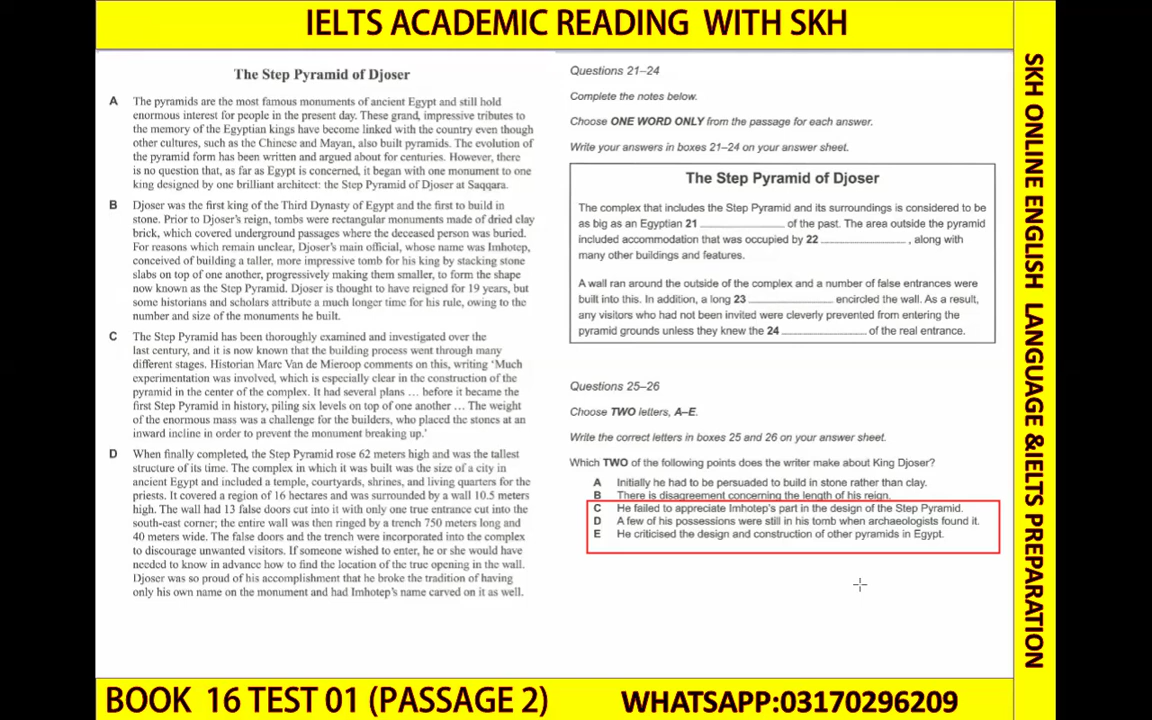 IELTS ACADEMIC READING WITH SKH
The Step Pyramid of Djoser
A The pyramids are the most famous monuments of ancient Egypt and still hold
enormous interest for people in the present day. These grand, impressive tributes to
the memory of the Egyptian kings have become linked with the country even though
other cultures, such as the Chinese and Mayan, also built pyramids. The evolution of
the pyramid form has been written and argued about for centuries. However, there
is no question that, as far as Egypt is concerned, it began with one monument to one
king designed by one brilliant architect: the Step Pyramid of Djoser at Saqqara.
B Djoser was the first king of the Third Dynasty of Egypt and the first to build in
stone. Prior to Djoser's reign, tombs were rectangular monuments made of dried clay
brick, which covered underground passages where the deceased person was buried.
For reasons which remain unclear, Djoser's main official, whose name was Imhotep,
conceived of building a taller, more impressive tomb for his king by stacking stone
slabs on top of one another, progressively making them smaller, to form the shape
now known as the Step Pyramid. Djoser is thought to have reigned for 19 years, but
some historians and scholars attribute a much longer time for his rule, owing to the
number and size of the monuments he built.
C The Step Pyramid has been thoroughly examined and investigated over the
last century, and it is now known that the building process went through many
different stages. Historian Marc Van de Mieroop comments on this, writing 'Much
experimentation was involved, which is especially clear in the construction of the
pyramid in the center of the complex. It had several plans … before it became the
first Step Pyramid in history, piling six levels on top of one another … The weight
of the enormous mass was a challenge for the builders, who placed the stones at an
inward incline in order to prevent the monument breaking up.'
D When finally completed, the Step Pyramid rose 62 meters high and was the tallest
structure of its time. The complex in which it was built was the size of a city in
ancient Egypt and included a temple, courtyards, shrines, and living quarters for the
priests. It covered a region of 16 hectares and was surrounded by a wall 10.5 meters
high. The wall had 13 false doors cut into it with only one true entrance cut into the
south-east corner; the entire wall was then ringed by a trench 750 meters long and
40 meters wide. The false doors and the trench were incorporated into the complex
to discourage unwanted visitors. If someone wished to enter, he or she would have
needed to know in advance how to find the location of the true opening in the wall.
Djoser was so proud of his accomplishment that he broke the tradition of having
only his own name on the monument and had Imhotep's name carved on it as well.
Questions 21–24
Complete the notes below.
Choose ONE WORD ONLY from the passage for each answer.
Write your answers in boxes 21–24 on your answer sheet.
The Step Pyramid of Djoser
The complex that includes the Step Pyramid and its surroundings is considered to be
as big as an Egyptian 21 ____________ of the past. The area outside the pyramid
included accommodation that was occupied by 22 ____________ , along with
many other buildings and features.
A wall ran around the outside of the complex and a number of false entrances were
built into this. In addition, a long 23 ____________ encircled the wall. As a result,
any visitors who had not been invited were cleverly prevented from entering the
pyramid grounds unless they knew the 24 ____________ of the real entrance.
Questions 25–26
Choose TWO letters, A–E.
Write the correct letters in boxes 25 and 26 on your answer sheet.
Which TWO of the following points does the writer make about King Djoser?
A Initially he had to be persuaded to build in stone rather than clay.
B There is disagreement concerning the length of his reign.
C He failed to appreciate Imhotep's part in the design of the Step Pyramid.
D A few of his possessions were still in his tomb when archaeologists found it.
E He criticised the design and construction of other pyramids in Egypt.
SKH ONLINE ENGLISH LANGUAGE &IELTS PREPARATION
BOOK 16 TEST 01 (PASSAGE 2)
WHATSAPP:03170296209